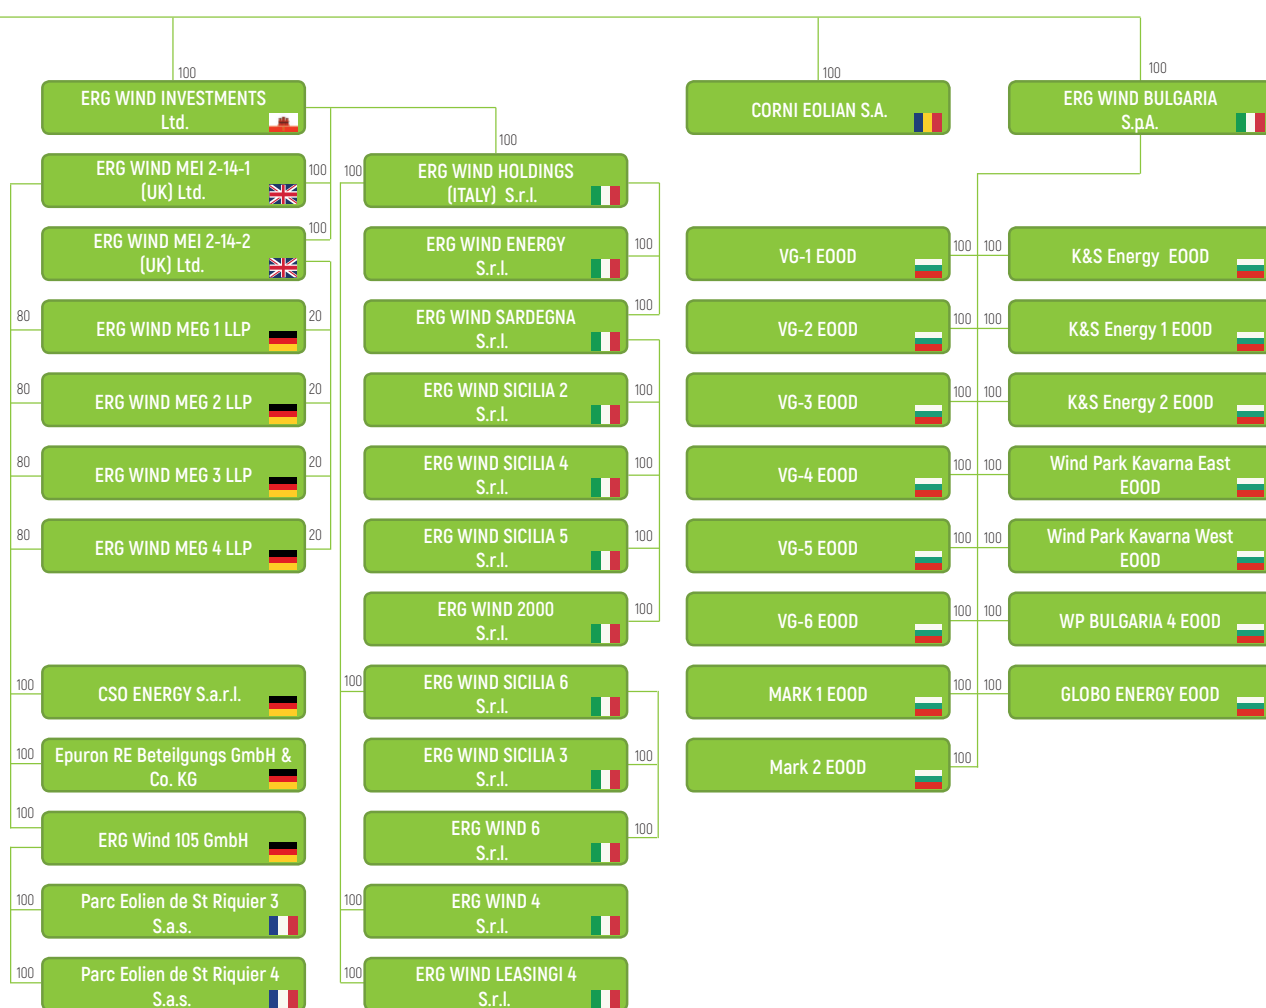 100
ERG WIND INVESTMENTS
Ltd.
100
ERG WIND MEI 2-14-1
(UK) Ltd.
100
ERG WIND MEI 2-14-2
(UK) Ltd.
80
ERG WIND MEG 1 LLP
20
80
ERG WIND MEG 2 LLP
20
80
ERG WIND MEG 3 LLP
20
80
ERG WIND MEG 4 LLP
20
100
CSO ENERGY S.a.r.l.
100
Epuron RE Beteilgungs GmbH &
Co. KG
100
ERG Wind 105 GmbH
100
Parc Eolien de St Riquier 3
S.a.s.
100
Parc Eolien de St Riquier 4
S.a.s.
100
100
ERG WIND HOLDINGS
(ITALY) S.r.l.
ERG WIND ENERGY
S.r.l.
100
ERG WIND SARDEGNA
S.r.l.
100
ERG WIND SICILIA 2
S.r.l.
100
ERG WIND SICILIA 4
S.r.l.
100
ERG WIND SICILIA 5
S.r.l.
100
ERG WIND 2000
S.r.l.
100
100
ERG WIND SICILIA 6
S.r.l.
ERG WIND SICILIA 3
S.r.l.
100
ERG WIND 6
S.r.l.
100
100
ERG WIND 4
S.r.l.
100
ERG WIND LEASINGI 4
S.r.l.
100
CORNI EOLIAN S.A.
100
ERG WIND BULGARIA
S.p.A.
VG-1 EOOD
100
100
K&S Energy EOOD
VG-2 EOOD
100
100
K&S Energy 1 EOOD
VG-3 EOOD
100
100
K&S Energy 2 EOOD
VG-4 EOOD
100
100
Wind Park Kavarna East
EOOD
VG-5 EOOD
100
100
Wind Park Kavarna West
EOOD
VG-6 EOOD
100
100
WP BULGARIA 4 EOOD
MARK 1 EOOD
100
100
GLOBO ENERGY EOOD
Mark 2 EOOD
100